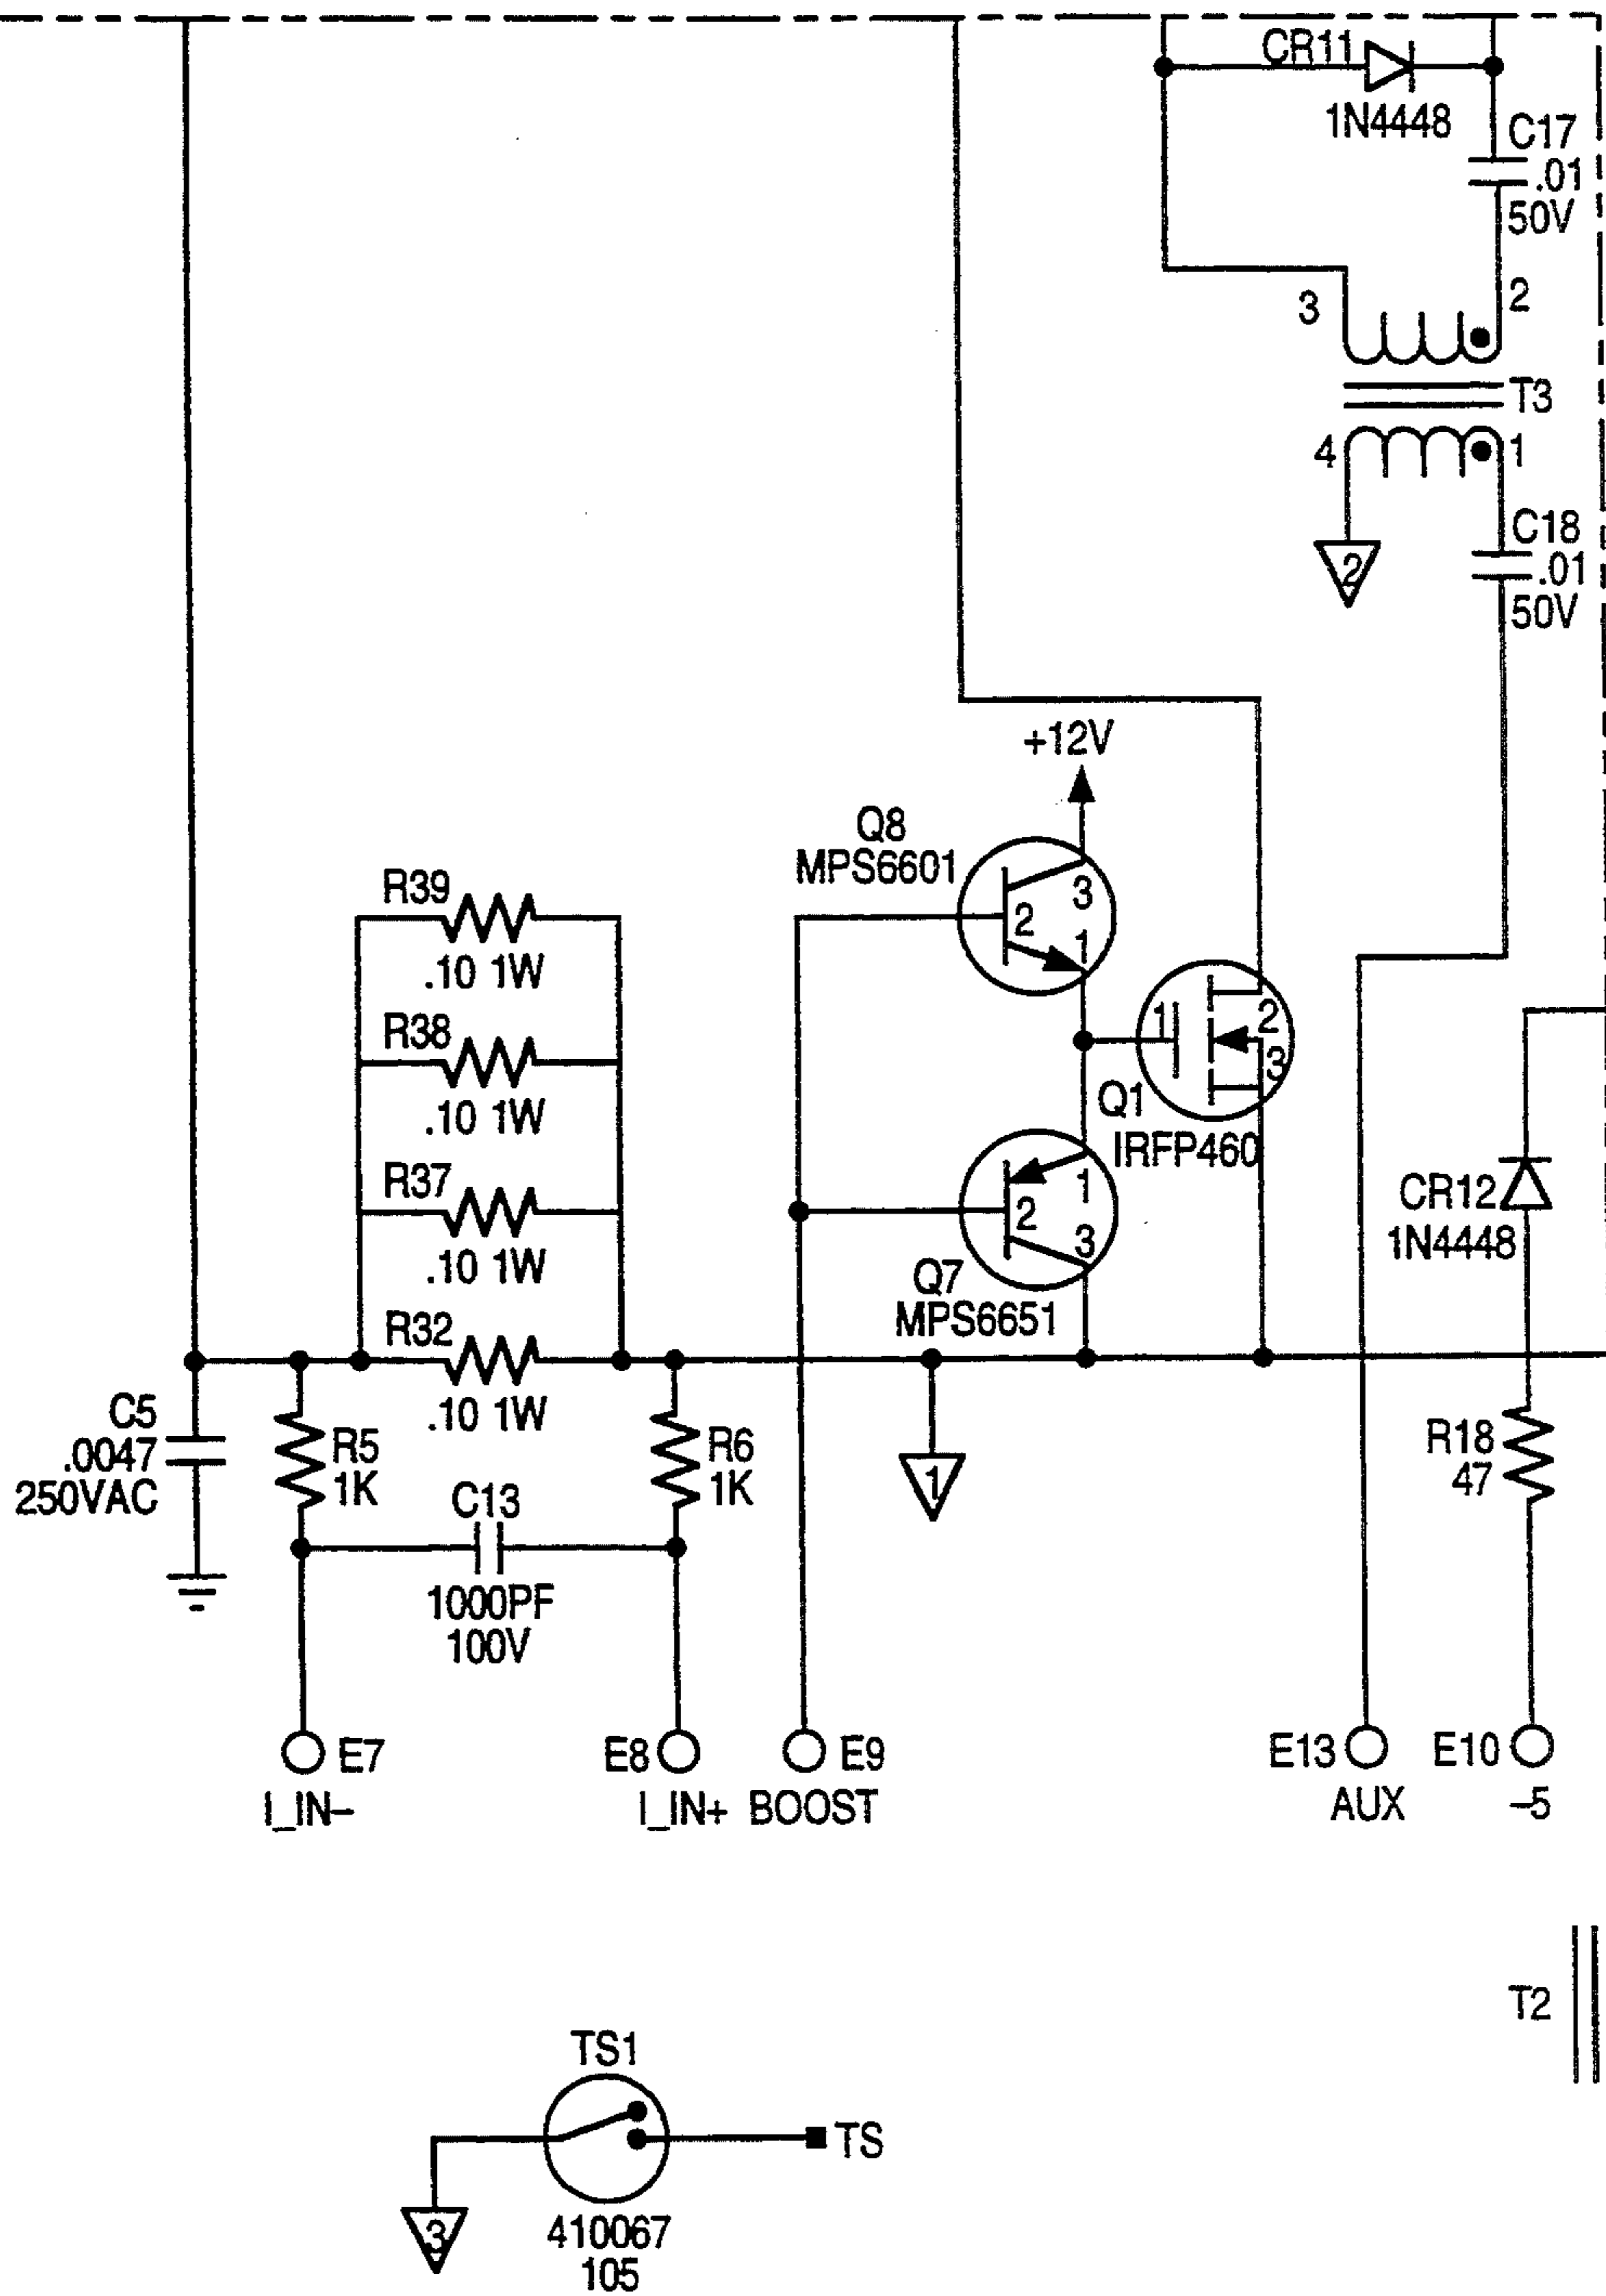 CR11
1N4448
C17
.01
50V
3
2
T3
4
1
2
C18
.01
50V
+12V
Q8
MPS6601
3
2
1
R39
.10 1W
R38
.10 1W
1
2
3
Q1
IRFP460
R37
.10 1W
1
2
3
Q7
MPS6651
CR12
1N4448
R32
.10 1W
C5
.0047
250VAC
R5
1K
R6
1K
1
R18
47
C13
1000PF
100V
E7
I_IN–
E8
I_IN+
E9
BOOST
E13
AUX
E10
–5
T2
TS1
TS
3
410067
105